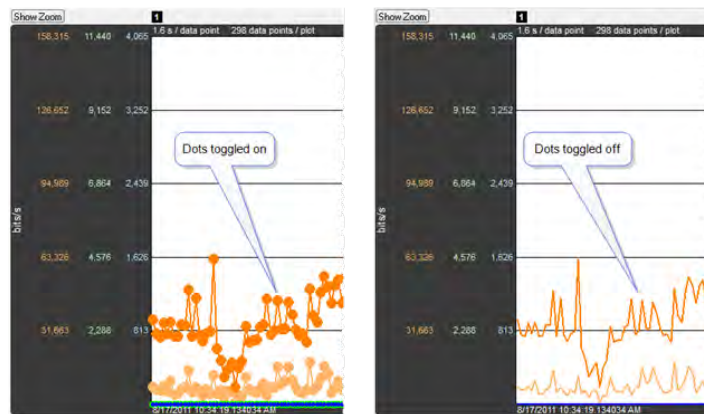 Show Zoom
1
1.6 s / data point 298 data points / plot
158,315 11,440 4,065
126,652 9,152 3,252
Dots toggled on
94,989 6,864 2,439
bits/s
63,326 4,576 1,626
31,663 2,288 813
8/17/2011 10:34:19.134034 AM
Show Zoom
1
1.6 s / data point 298 data points / plot
158,315 11,440 4,065
126,652 9,152 3,252
Dots toggled off
94,989 6,864 2,439
bits/s
63,326 4,576 1,626
31,663 2,288 813
8/17/2011 10:34:19.134034 AM